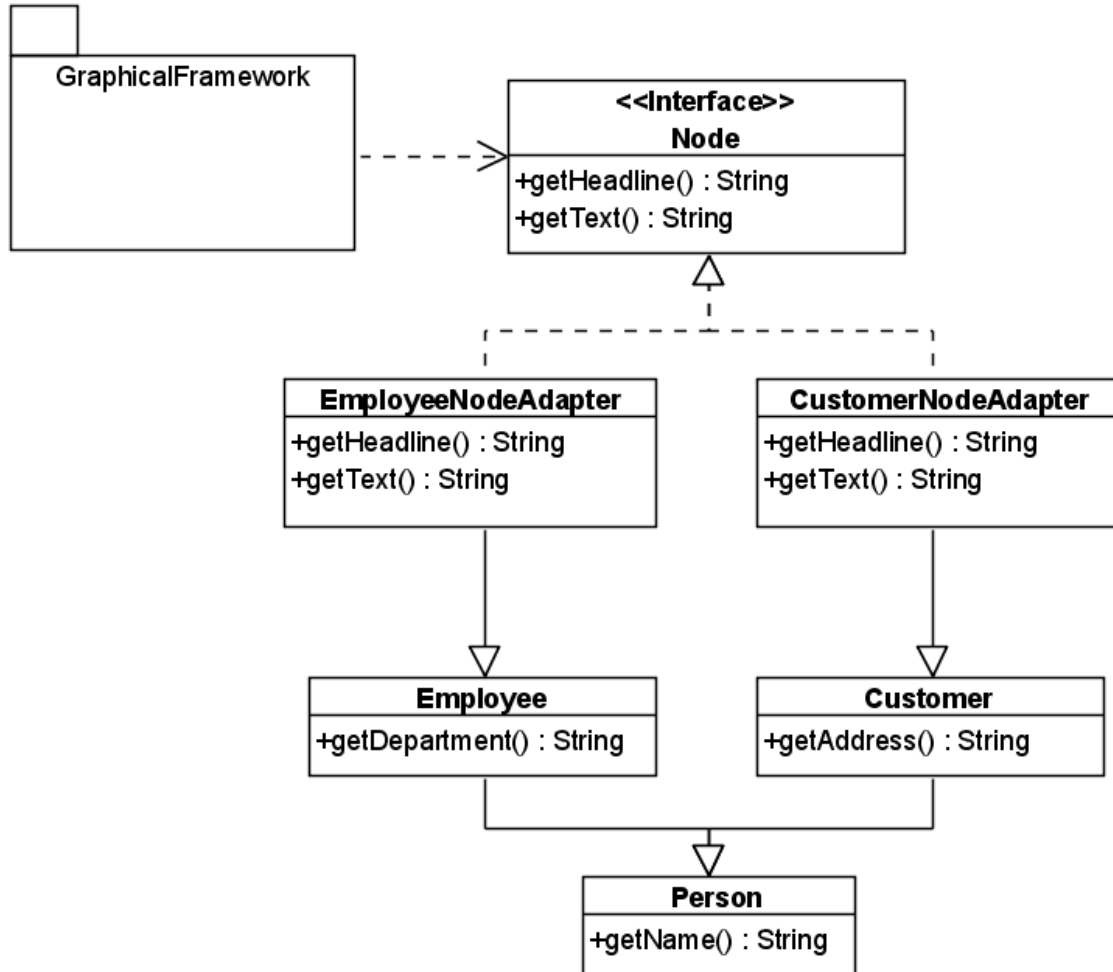 GraphicalFramework
<<Interface>>
Node
+getHeadline() : String
+getText() : String
EmployeeNodeAdapter
+getHeadline() : String
+getText() : String
CustomerNodeAdapter
+getHeadline() : String
+getText() : String
Employee
+getDepartment() : String
Customer
+getAddress() : String
Person
+getName() : String